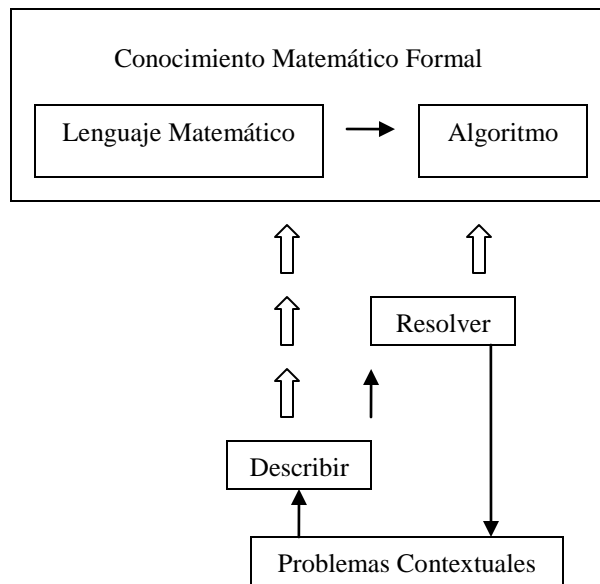 Conocimiento Matemático Formal
Lenguaje Matemático
Algoritmo
Resolver
Describir
Problemas Contextuales